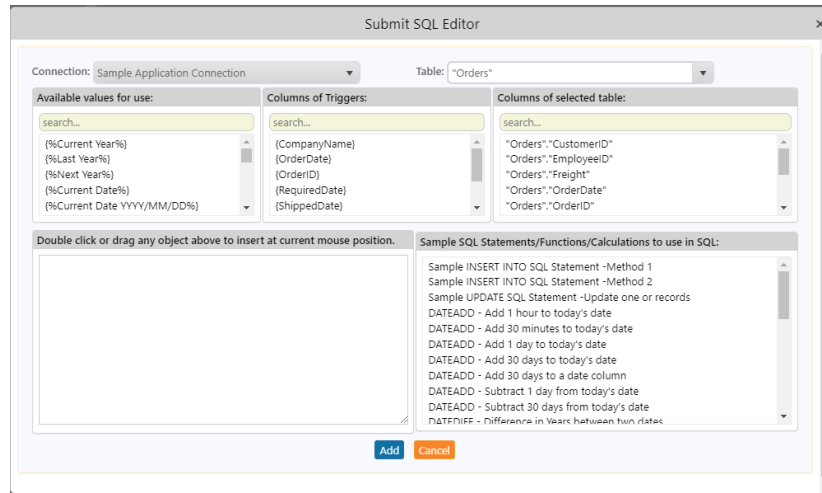 Submit SQL Editor
×
Connection: Sample Application Connection
Table: "Orders"
Available values for use:
search...
{%Current Year%}
{%Last Year%}
{%Next Year%}
{%Current Date%}
{%Current Date YYYY/MM/DD%}
Columns of Triggers:
search...
{CompanyName}
{OrderDate}
{OrderID}
{RequiredDate}
{ShippedDate}
Columns of selected table:
search...
"Orders"."CustomerID"
"Orders"."EmployeeID"
"Orders"."Freight"
"Orders"."OrderDate"
"Orders"."OrderID"
Double click or drag any object above to insert at current mouse position.
Sample SQL Statements/Functions/Calculations to use in SQL:
Sample INSERT INTO SQL Statement -Method 1
Sample INSERT INTO SQL Statement -Method 2
Sample UPDATE SQL Statement -Update one or records
DATEADD - Add 1 hour to today's date
DATEADD - Add 30 minutes to today's date
DATEADD - Add 1 day to today's date
DATEADD - Add 30 days to today's date
DATEADD - Add 30 days to a date column
DATEADD - Subtract 1 day from today's date
DATEADD - Subtract 30 days from today's date
DATEDIFF - Difference in Years between two dates
Add
Cancel